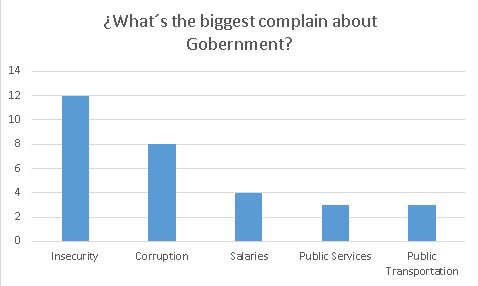 ¿What´s the biggest complain about
Gobernment?
14
12
10
8
6
4
2
0
Insecurity
Corruption
Salaries
Public Services
Public
Transportation